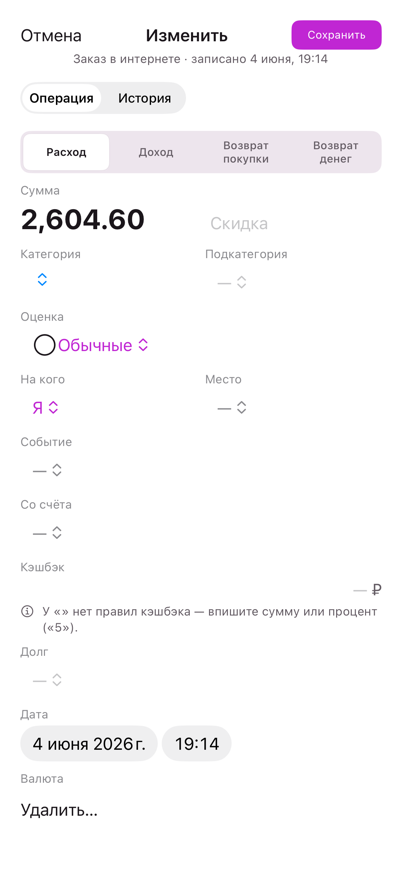 Отмена
Изменить
Сохранить
Заказ в интернете · записано 4 июня, 19:14
Операция
История
Расход
Доход
Возврат покупки
Возврат денег
Сумма
2,604.60
Скидка
Категория
Подкатегория
—
Оценка
Обычные
На кого
Место
Я
—
Событие
—
Со счёта
—
Кэшбэк
— ₽
У «» нет правил кэшбэка — впишите сумму или процент
(«5»).
Долг
—
Дата
4 июня 2026 г.
19:14
Валюта
Удалить...